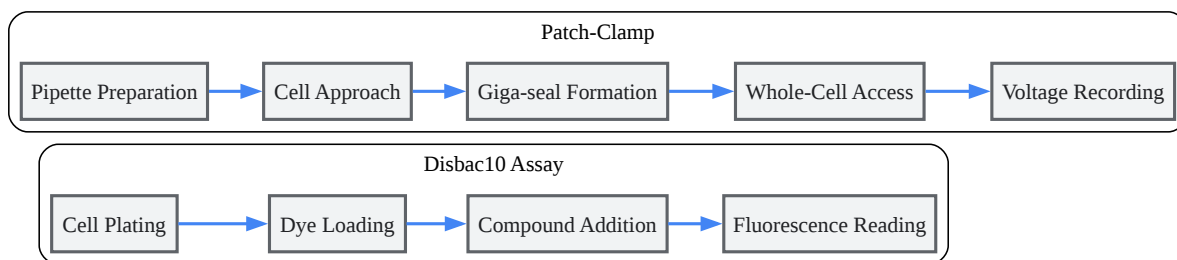 Patch-Clamp
Pipette Preparation
Cell Approach
Giga-seal Formation
Whole-Cell Access
Voltage Recording
Disbac10 Assay
Cell Plating
Dye Loading
Compound Addition
Fluorescence Reading